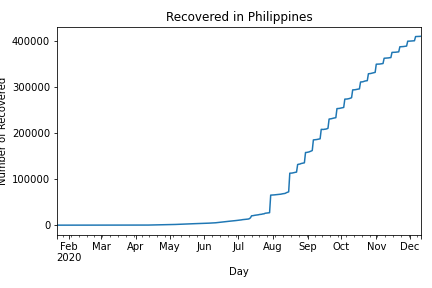 Recovered in Philippines
Number of Recovered
400000
300000
200000
100000
0
Feb Mar Apr May Jun Jul Aug Sep Oct Nov Dec
2020
Day